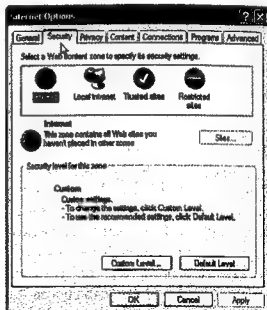 Internet Options
General Security Privacy Content Connections Programs Advanced
Select a Web content zone to specify its security settings.
Internet Local intranet Trusted sites Restricted sites
Internet
This zone contains all Web sites you haven't placed in other zones
Sites...
Security level for this zone
Custom
Custom settings.
- To change the settings, click Custom Level.
- To use the recommended settings, click Default Level.
Custom Level... Default Level
OK Cancel Apply